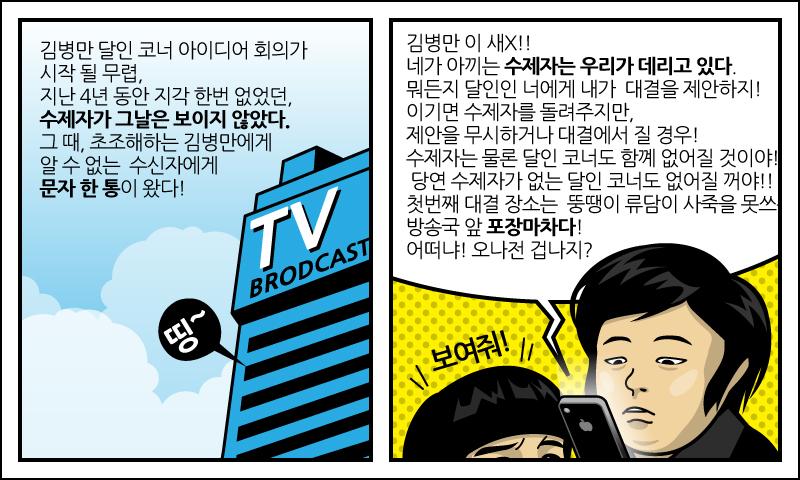 김병만 달인 코너 아이디어 회의가
시작 될 무렵,
지난 4년 동안 지각 한번 없었던,
수제자가 그날은 보이지 않았다.
그 때, 초조해하는 김병만에게
알 수 없는 수신자에게
문자 한 통이 왔다!
TV
BRODCAST
띵~
김병만 이 새X!!
네가 아끼는 수제자는 우리가 데리고 있다.
뭐든지 달인인 너에게 내가 대결을 제안하지!
이기면 수제자를 돌려주지만,
제안을 무시하거나 대결에서 질 경우!
수제자는 물론 달인 코너도 함께 없어질 것이야!
당연 수제자가 없는 달인 코너도 없어질 꺼야!!
첫번째 대결 장소는 뚱땡이 류담이 사죽을 못쓰
방송국 앞 포장마차다!
어떠냐! 오나전 겁나지?
보여줘!